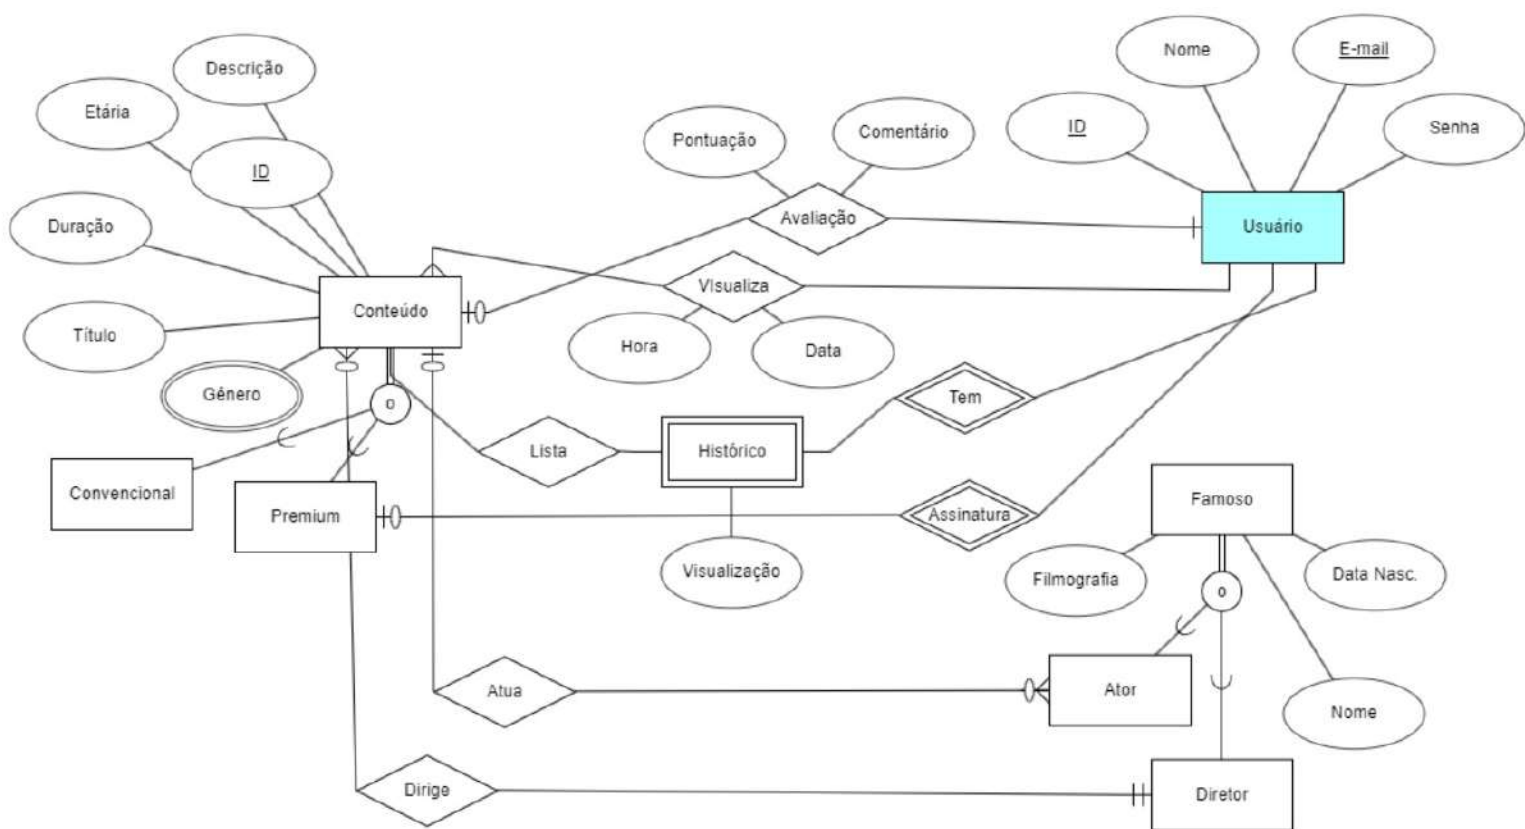 Nome
E-mail
Descrição
Etária
Comentário
ID
Senha
Pontuação
ID
Avaliação
Duração
Usuário
VIsualiza
Conteúdo
Título
Hora
Data
Gênero
o
Tem
Lista
Histórico
Convencional
Famoso
Premium
Assinatura
Visualização
Filmografia
Data Nasc.
o
Atua
Ator
Nome
Dirige
Diretor